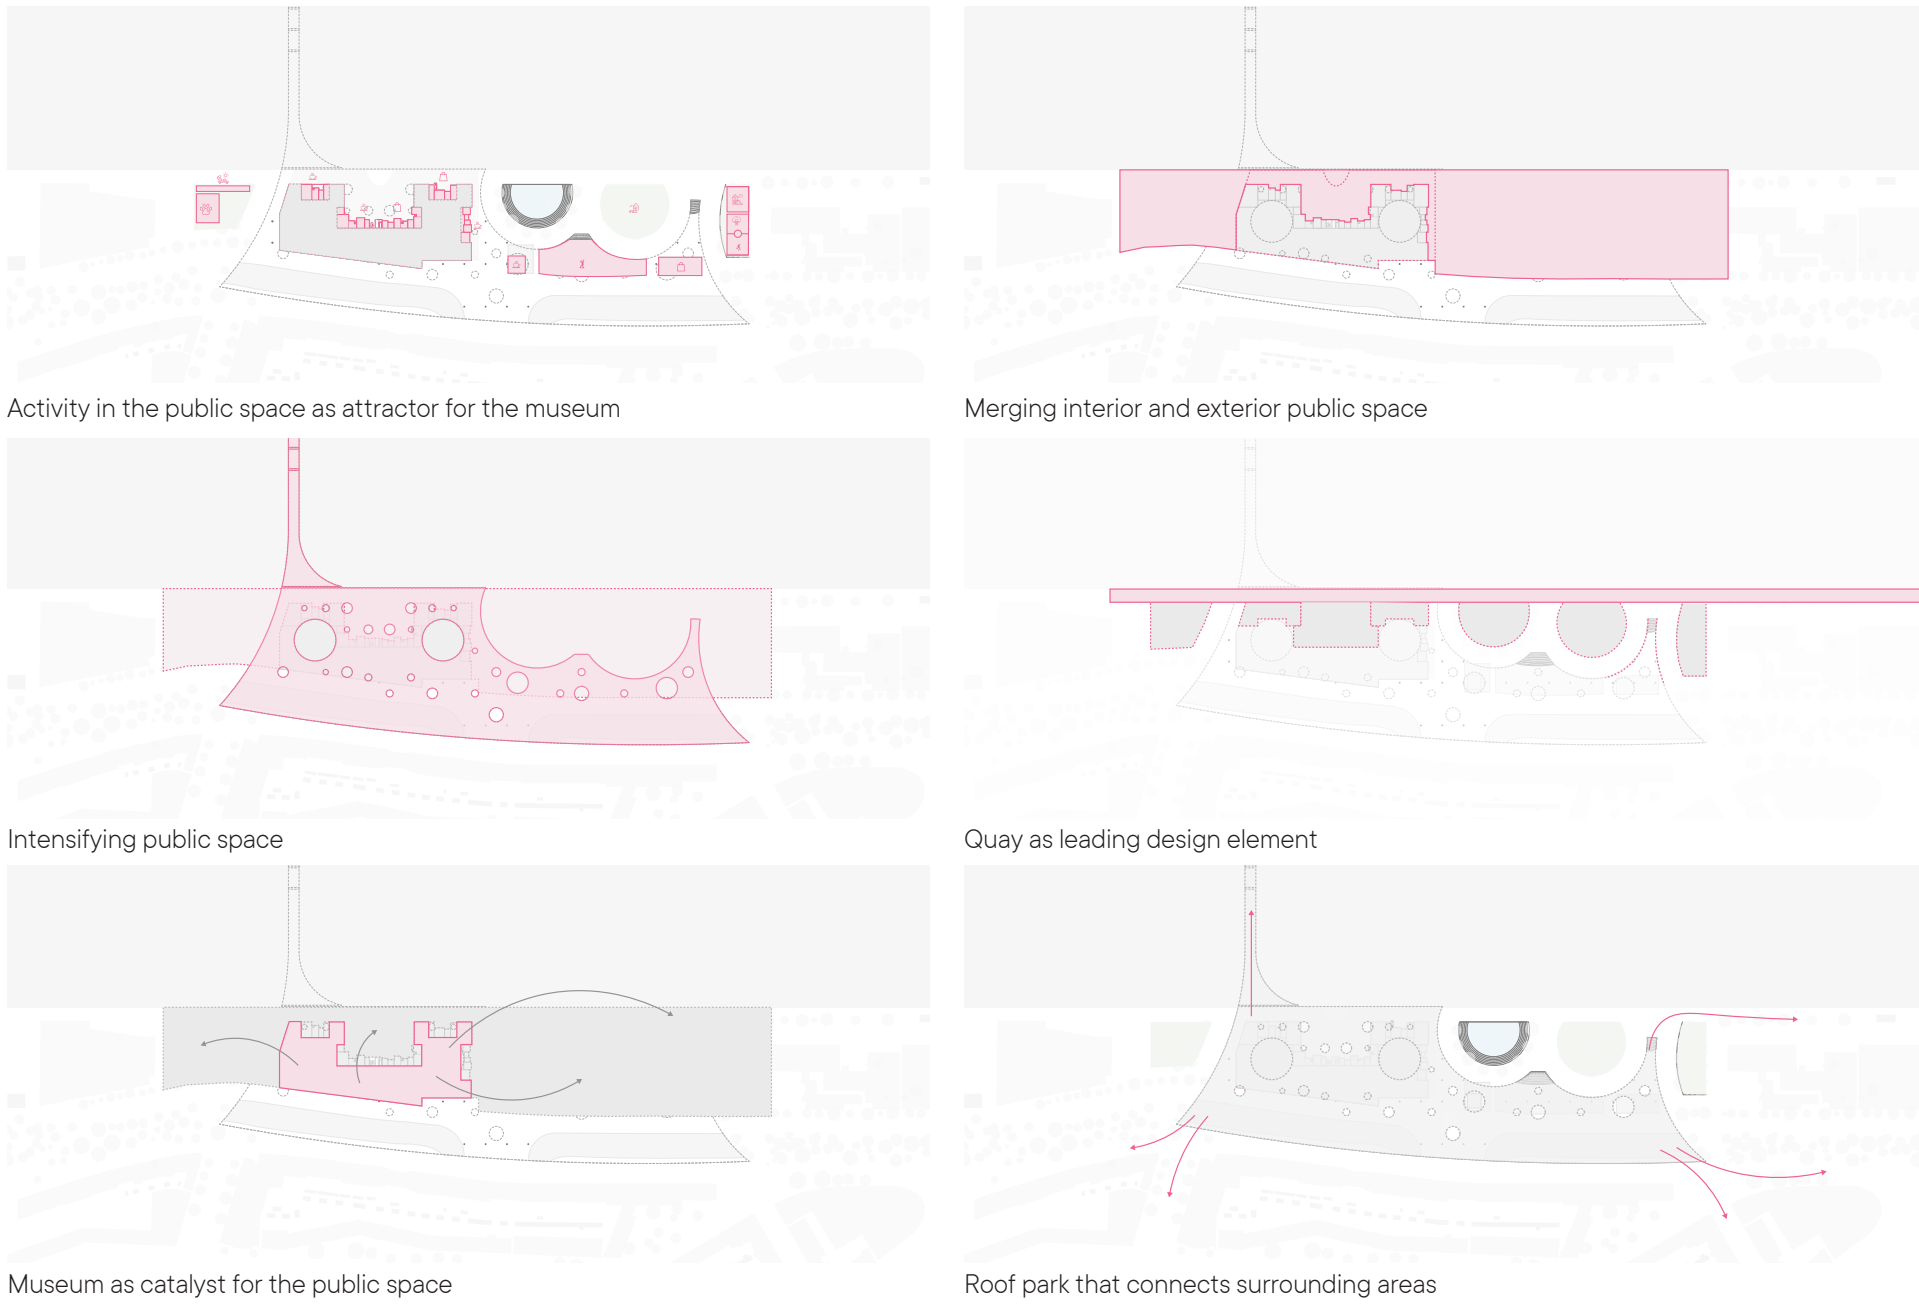 Activity in the public space as attractor for the museum
Merging interior and exterior public space
Intensifying public space
Quay as leading design element
Museum as catalyst for the public space
Roof park that connects surrounding areas